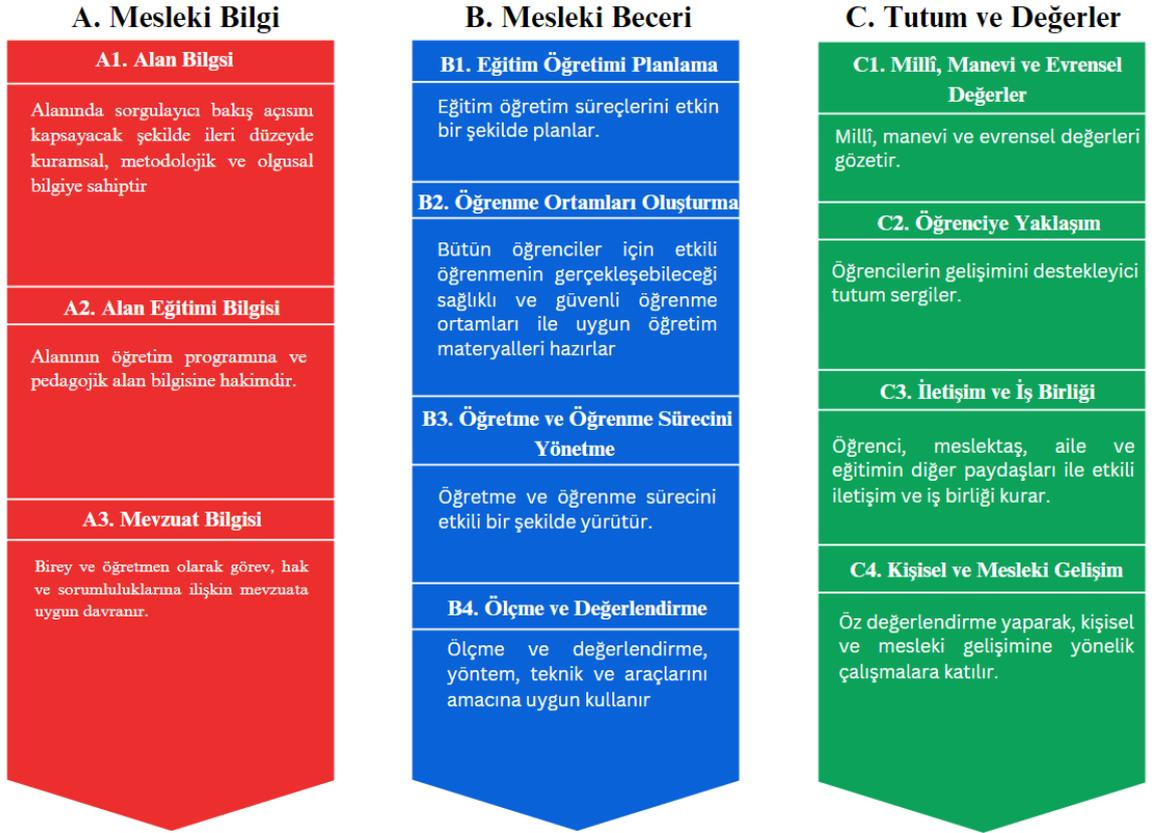 A. Mesleki Bilgi
A1. Alan Bilgsi
Alanında sorgulayıcı bakış açısını
kapsayacak şekilde ileri düzeyde
kuramsal, metodolojik ve olgusal
bilgiye sahiptir
A2. Alan Eğitimi Bilgisi
Alanının öğretim programına ve
pedagojik alan bilgisine hakimdir.
A3. Mevzuat Bilgisi
Birey ve öğretmen olarak görev, hak
ve sorumluluklarına ilişkin mevzuata
uygun davranır.
B. Mesleki Beceri
B1. Eğitim Öğretimi Planlama
Eğitim öğretim süreçlerini etkin
bir şekilde planlar.
B2. Öğrenme Ortamları Oluşturma
Bütün öğrenciler için etkili
öğrenmenin gerçekleşebileceği
sağlıklı ve güvenli öğrenme
ortamları ile uygun öğretim
materyalleri hazırlar
B3. Öğretme ve Öğrenme Sürecini
Yönetme
Öğretme ve öğrenme sürecini
etkili bir şekilde yürütür.
B4. Ölçme ve Değerlendirme
Ölçme ve değerlendirme,
yöntem, teknik ve araçlarını
amacına uygun kullanır
C. Tutum ve Değerler
C1. Millî, Manevi ve Evrensel
Değerler
Millî, manevi ve evrensel değerleri
gözetir.
C2. Öğrenciye Yaklaşım
Öğrencilerin gelişimini destekleyici
tutum sergiler.
C3. İletişim ve İş Birliği
Öğrenci, meslektaş, aile ve
eğitimin diğer paydaşları ile etkili
iletişim ve iş birliği kurar.
C4. Kişisel ve Mesleki Gelişim
Öz değerlendirme yaparak, kişisel
ve mesleki gelişimine yönelik
çalışmalara katılır.